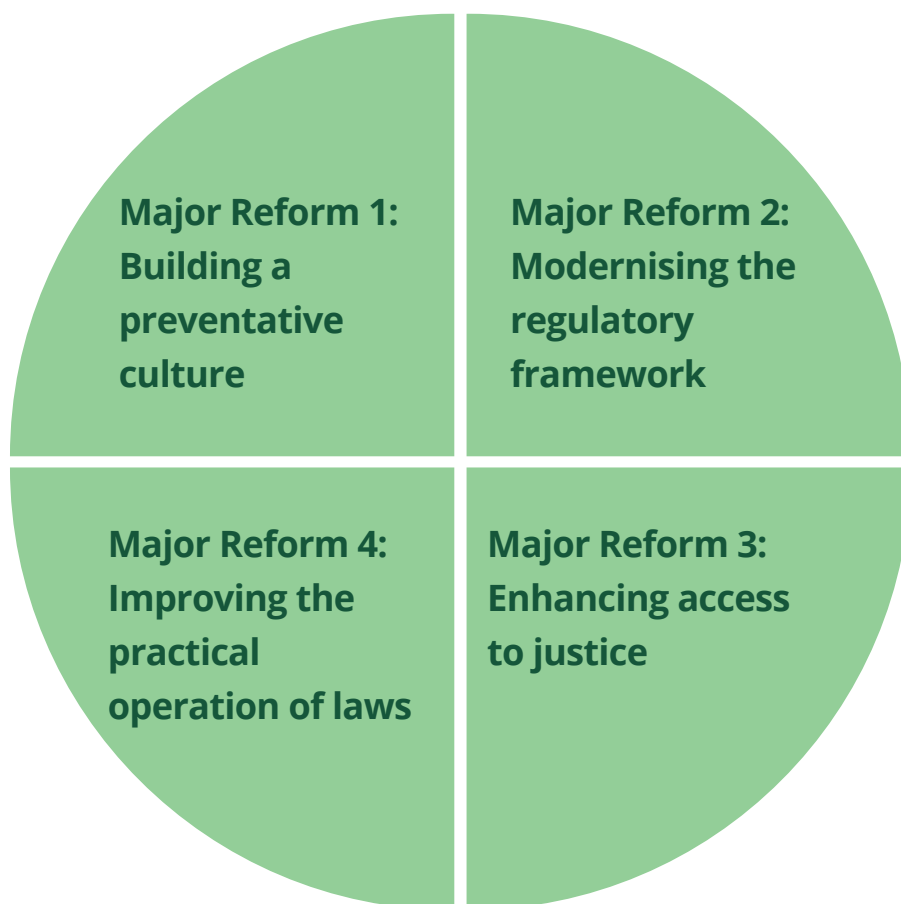 Major Reform 1:
Building a
preventative
culture
Major Reform 2:
Modernising the
regulatory
framework
Major Reform 4:
Improving the
practical
operation of laws
Major Reform 3:
Enhancing access
to justice